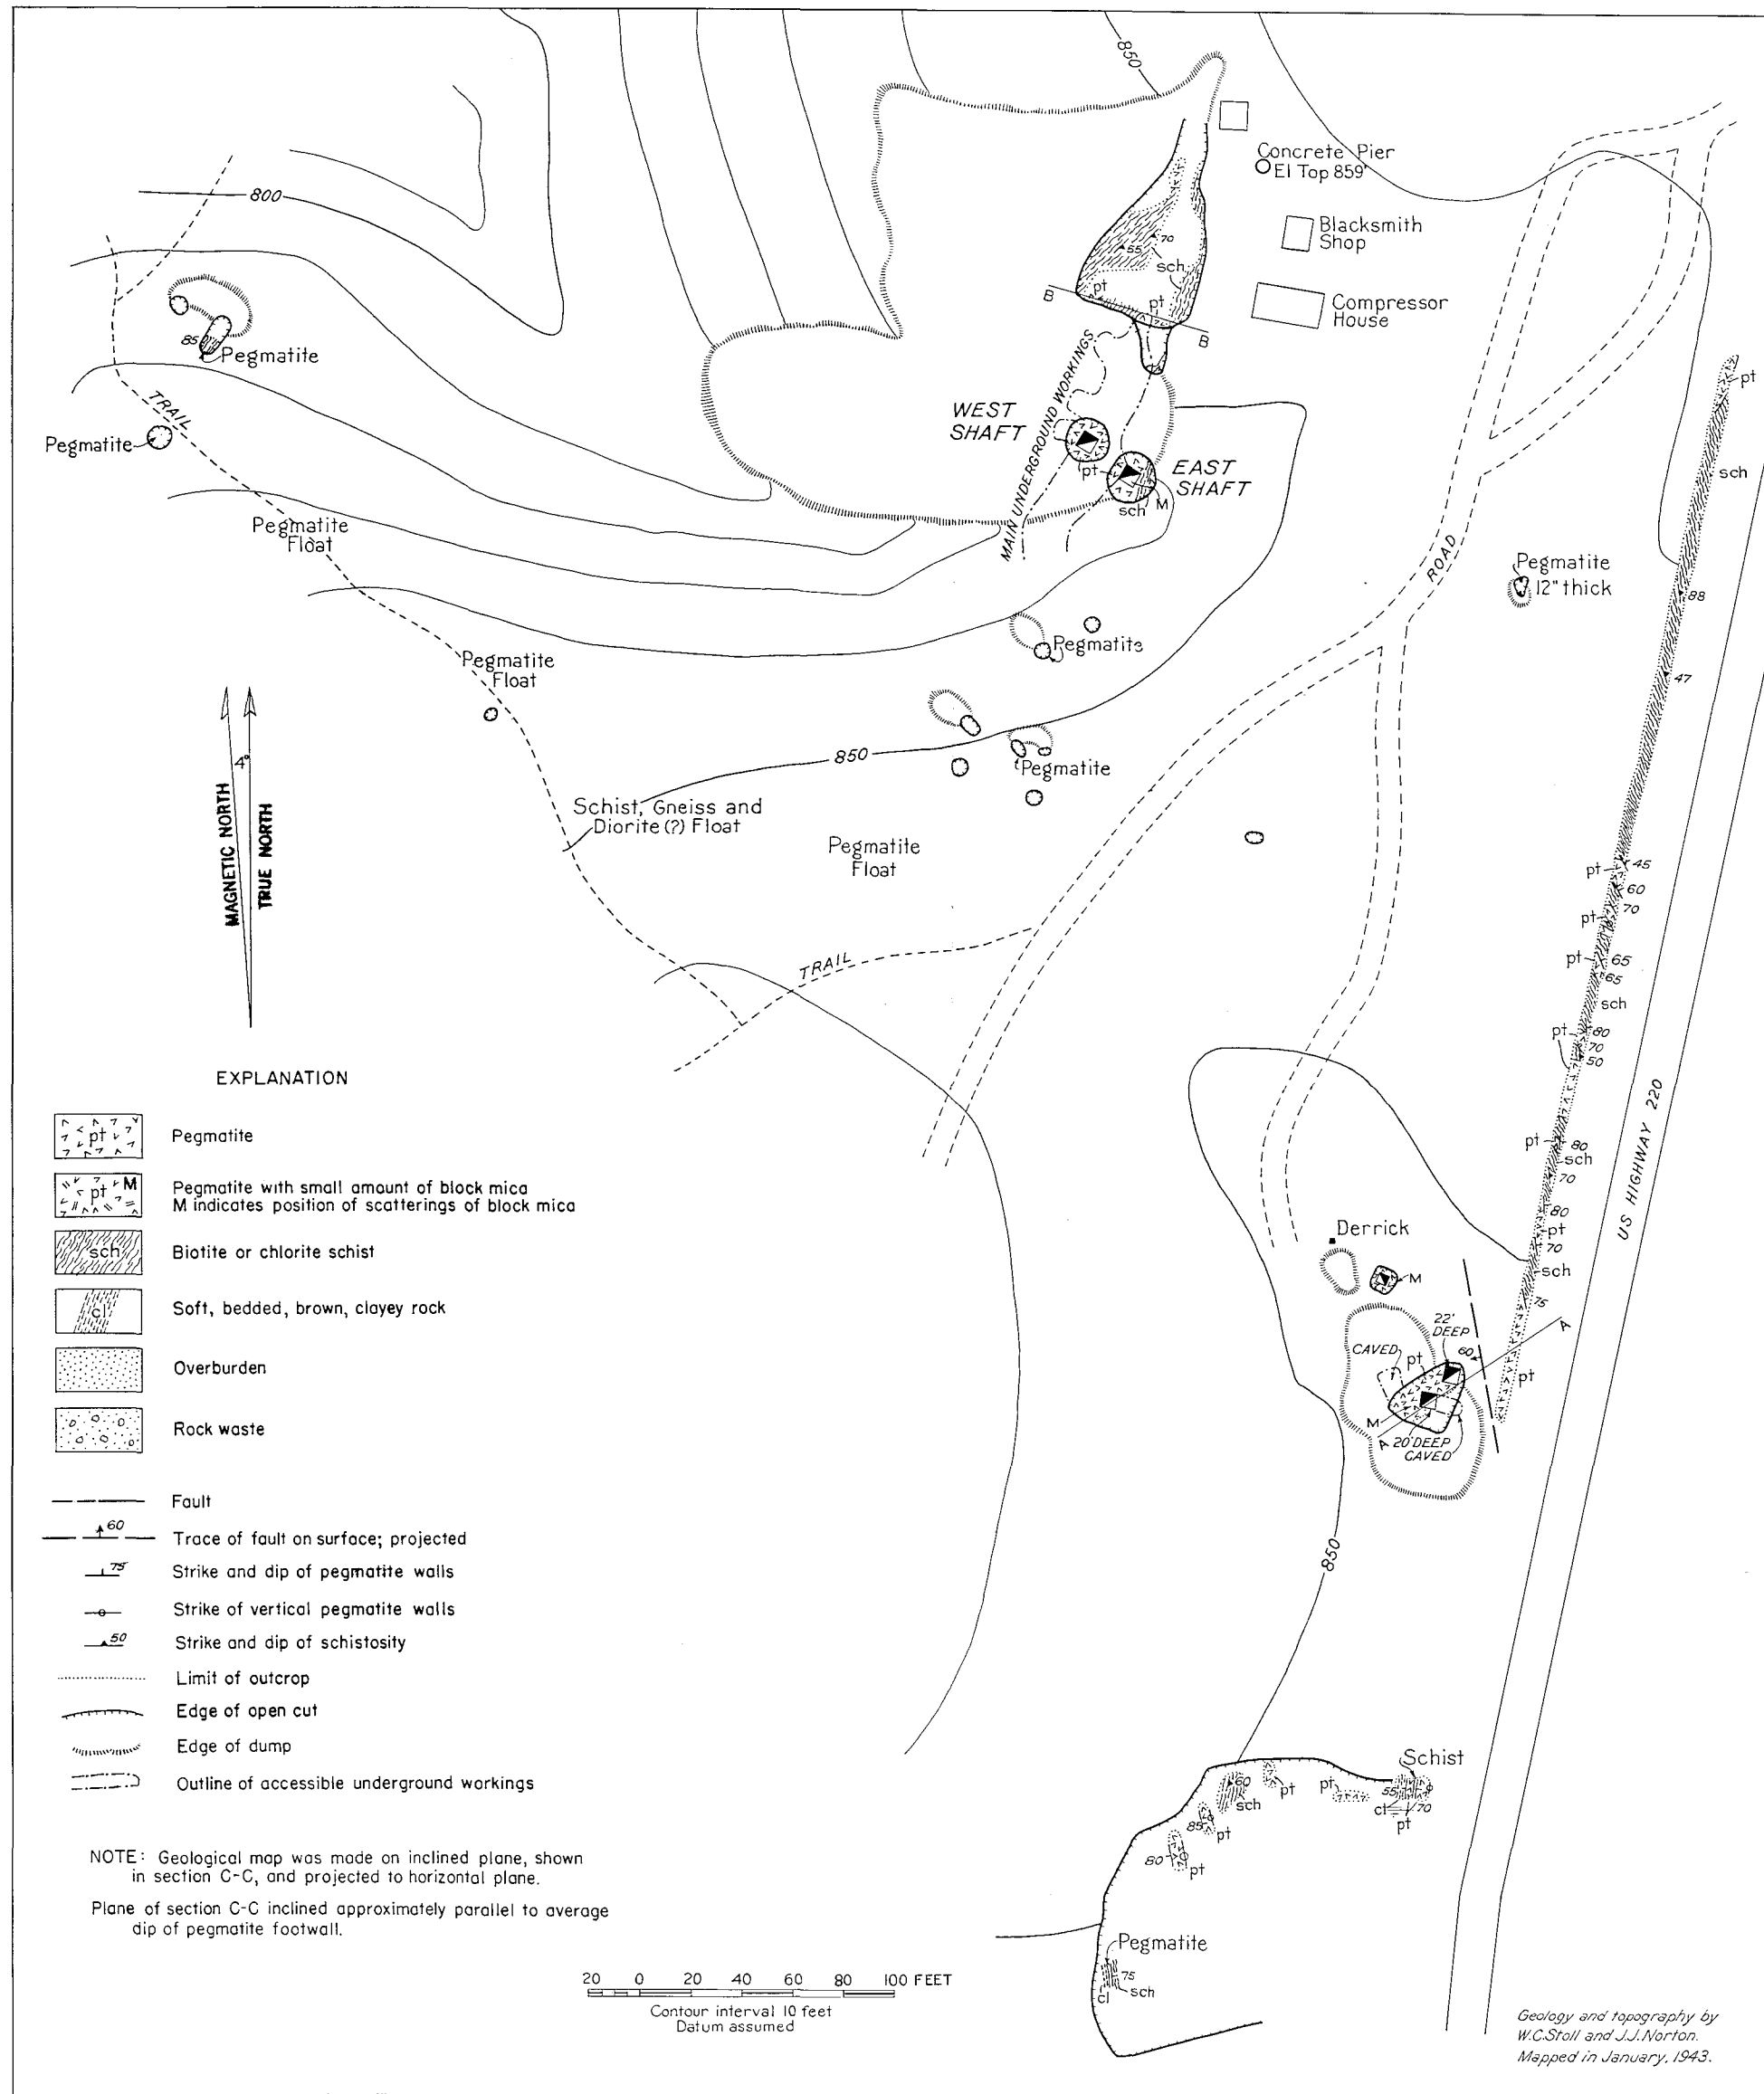 850
Concrete Pier
El Top 859'
800
Blacksmith
Shop
70
55
sch
pt
pt
B
B
Compressor
House
85
Pegmatite
TRAIL
Pegmatite
MAIN UNDERGROUND WORKINGS
WEST
SHAFT
pt
EAST
SHAFT
M
sch
pt
sch
Pegmatite
Float
ROAD
Pegmatite
12" thick
88
Pegmatite
Pegmatite
Float
47
850
Pegmatite
4°
MAGNETIC NORTH
TRUE NORTH
Schist, Gneiss and
Diorite (?) Float
Pegmatite
Float
pt
45
60
70
pt
pt
65
65
sch
TRAIL
pt
80
70
50
US HIGHWAY 220
pt
80
sch
70
80
pt
70
sch
75
pt
Derrick
M
22'
DEEP
CAVED
pt
60
A
M
A
20' DEEP
CAVED
850
EXPLANATION
pt
Pegmatite
M
pt
Pegmatite with small amount of block mica
M indicates position of scatterings of block mica
sch
Biotite or chlorite schist
cl
Soft, bedded, brown, clayey rock
Overburden
Rock waste
Fault
60
Trace of fault on surface; projected
75
Strike and dip of pegmatite walls
Strike of vertical pegmatite walls
50
Strike and dip of schistosity
Limit of outcrop
Edge of open cut
Edge of dump
Outline of accessible underground workings
Schist
60
sch
pt
pt
55
cl
70
pt
85
pt
80
pt
Pegmatite
75
cl
sch
NOTE: Geological map was made on inclined plane, shown
in section C-C, and projected to horizontal plane.
Plane of section C-C inclined approximately parallel to average
dip of pegmatite footwall.
20 0 20 40 60 80 100 FEET
Contour interval 10 feet
Datum assumed
Geology and topography by
W.C.Stoll and J.J.Norton.
Mapped in January, 1943.